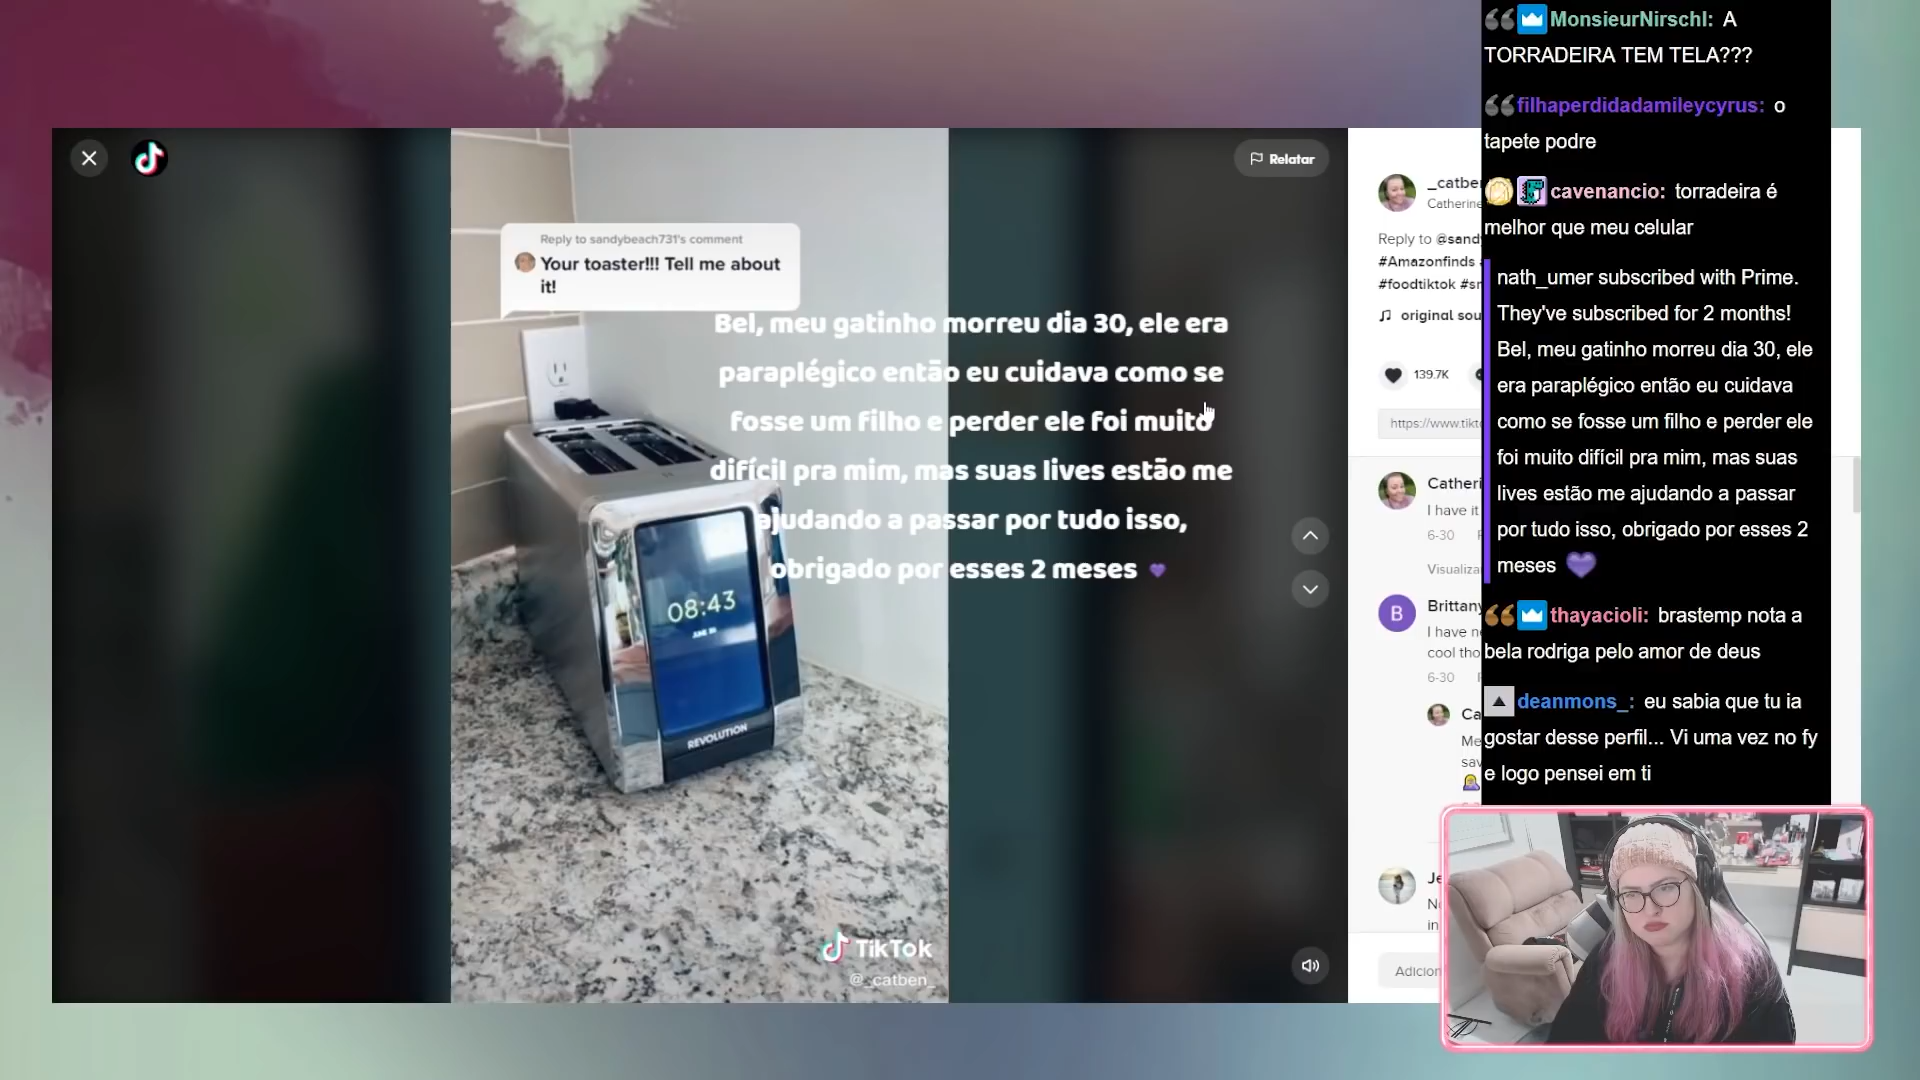 Relatar
Reply to sandybeach731's comment
Your toaster!!! Tell me about
it!
Bel, meu gatinho morreu dia 30, ele era
paraplégico então eu cuidava como se
fosse um filho e perder ele foi muito
difícil pra mim, mas suas lives estão me
ajudando a passar por tudo isso,
obrigado por esses 2 meses 💜
08:43
REVOLUTION
TikTok
@_catben_
_catbe
Catherine
Reply to @sand
#Amazonfinds
#foodtiktok #sr
original sou
139.7K
https://www.tikt
Catheri
I have it
6-30
Visualiza
B
Brittany
I have ne
cool tho
6-30
Ca
Me
sav
Je
No
in
Adicion
MonsieurNirschl: A
TORRADEIRA TEM TELA???
filhaperdidadamileycyrus: o
tapete podre
cavenancio: torradeira é
melhor que meu celular
nath_umer subscribed with Prime.
They've subscribed for 2 months!
Bel, meu gatinho morreu dia 30, ele
era paraplégico então eu cuidava
como se fosse um filho e perder ele
foi muito difícil pra mim, mas suas
lives estão me ajudando a passar
por tudo isso, obrigado por esses 2
meses 💜
thayacioli: brastemp nota a
bela rodriga pelo amor de deus
deanmons_: eu sabia que tu ia
gostar desse perfil... Vi uma vez no fy
e logo pensei em ti